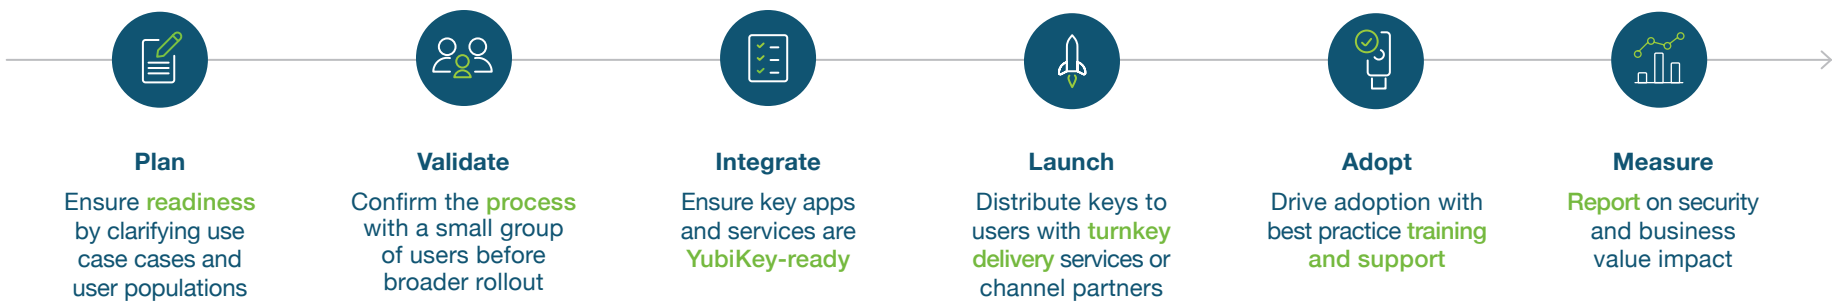 Plan
Ensure readiness
by clarifying use
case cases and
user populations
Validate
Confirm the process
with a small group
of users before
broader rollout
Integrate
Ensure key apps
and services are
YubiKey-ready
Launch
Distribute keys to
users with turnkey
delivery services or
channel partners
Adopt
Drive adoption with
best practice training
and support
Measure
Report on security
and business
value impact